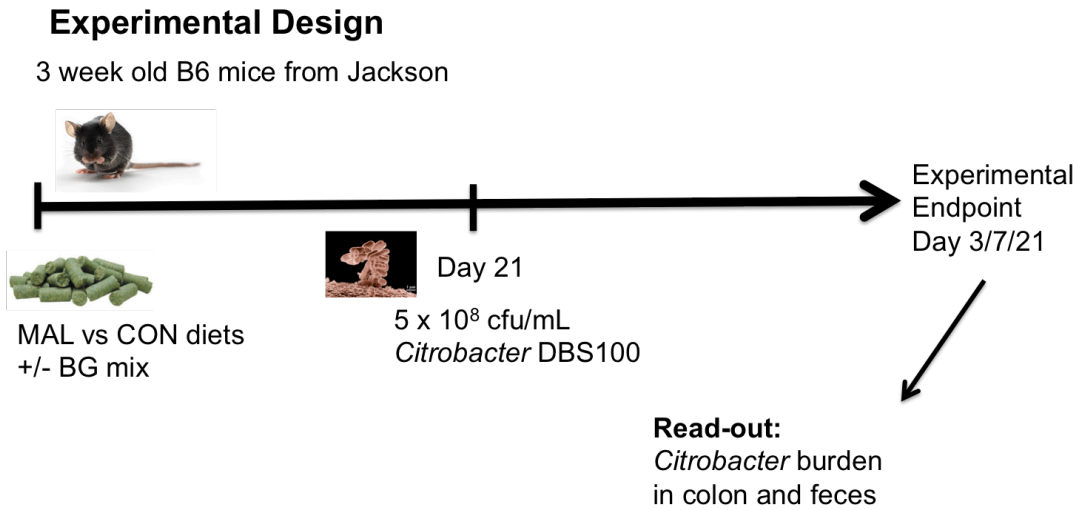 Experimental Design
3 week old B6 mice from Jackson
Experimental
Endpoint
Day 3/7/21
Day 21
MAL vs CON diets
+/- BG mix
5 x 10⁸ cfu/mL
Citrobacter DBS100
Read-out:
Citrobacter burden
in colon and feces